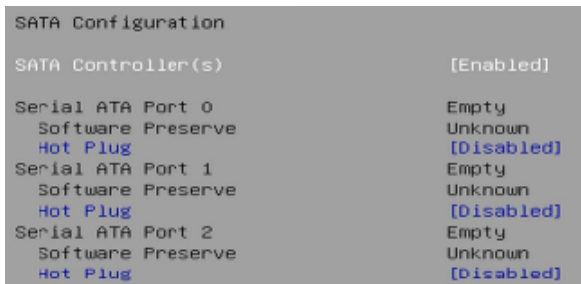 SATA Configuration
SATA Controller(s) [Enabled]
Serial ATA Port 0 Empty
Software Preserve Unknown
Hot Plug [Disabled]
Serial ATA Port 1 Empty
Software Preserve Unknown
Hot Plug [Disabled]
Serial ATA Port 2 Empty
Software Preserve Unknown
Hot Plug [Disabled]